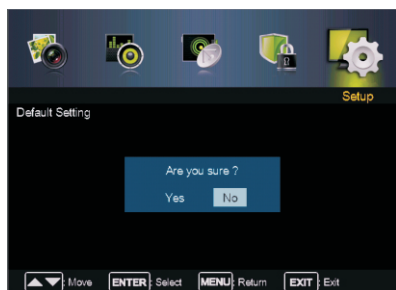 Setup
Default Setting
Are you sure ?
Yes No
▲▼: Move ENTER: Select MENU: Return EXIT: Exit